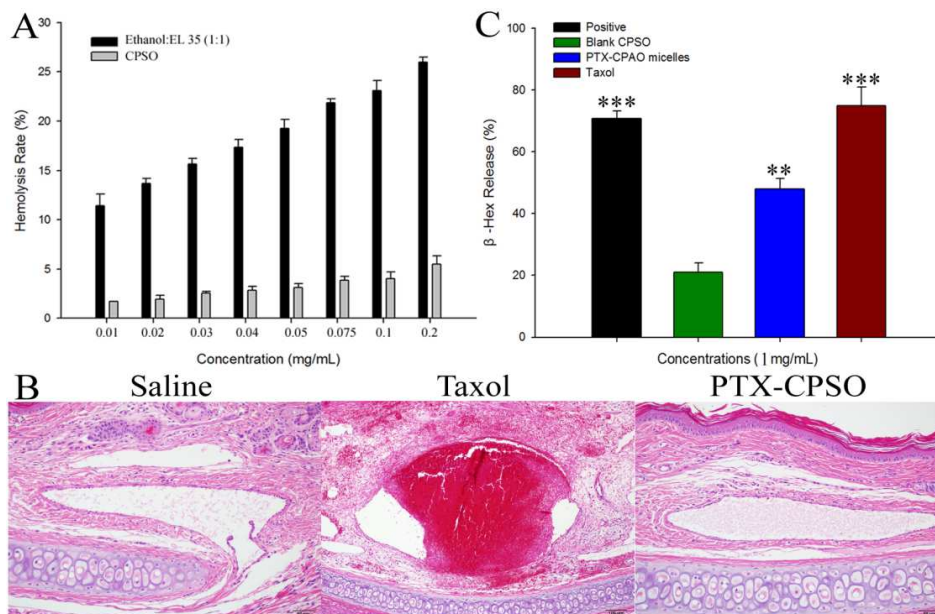 A
Ethanol:EL 35 (1:1)
CPSO
Hemolysis Rate (%)
30
25
20
15
10
5
0
0.01 0.02 0.03 0.04 0.05 0.075 0.1 0.2
Concentration (mg/mL)
C
Positive
Blank CPSO
PTX-CPAO micelles
Taxol
β -Hex Release (%)
100
80
60
40
20
0
*** ** ***
Concentrations ( 1 mg/mL)
B Saline Taxol PTX-CPSO